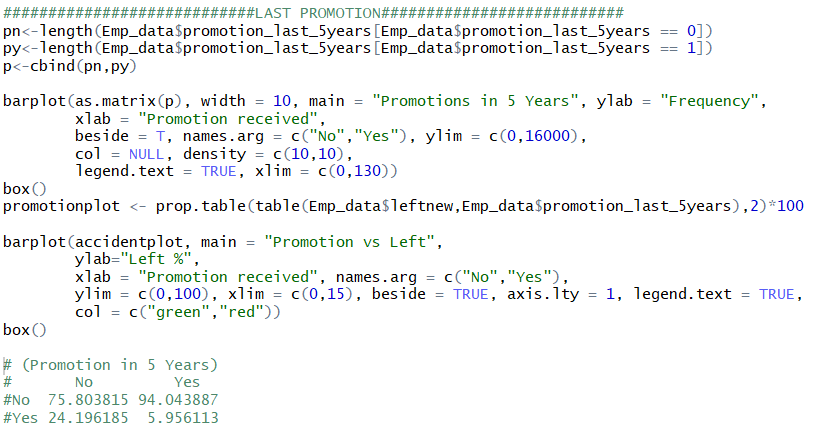 ############################LAST PROMOTION###########################
pn<-length(Emp_data$promotion_last_5years[Emp_data$promotion_last_5years == 0])
py<-length(Emp_data$promotion_last_5years[Emp_data$promotion_last_5years == 1])
p<-cbind(pn,py)

barplot(as.matrix(p), width = 10, main = "Promotions in 5 Years", ylab = "Frequency",
        xlab = "Promotion received",
        beside = T, names.arg = c("No","Yes"), ylim = c(0,16000),
        col = NULL, density = c(10,10),
        legend.text = TRUE, xlim = c(0,130))
box()
promotionplot <- prop.table(table(Emp_data$leftnew,Emp_data$promotion_last_5years),2)*100

barplot(accidentplot, main = "Promotion vs Left",
        ylab="Left %",
        xlab = "Promotion received", names.arg = c("No","Yes"),
        ylim = c(0,100), xlim = c(0,15), beside = TRUE, axis.lty = 1, legend.text = TRUE,
        col = c("green","red"))
box()

# (Promotion in 5 Years)
#       No         Yes
#No  75.803815 94.043887
#Yes 24.196185  5.956113